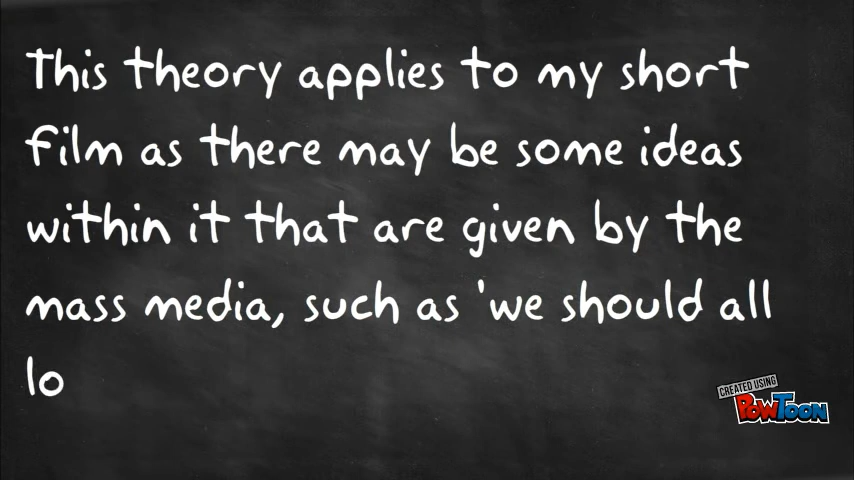 This theory applies to my short
film as there may be some ideas
within it that are given by the
mass media, such as 'we should all
lo
CREATED USING
POWTOON